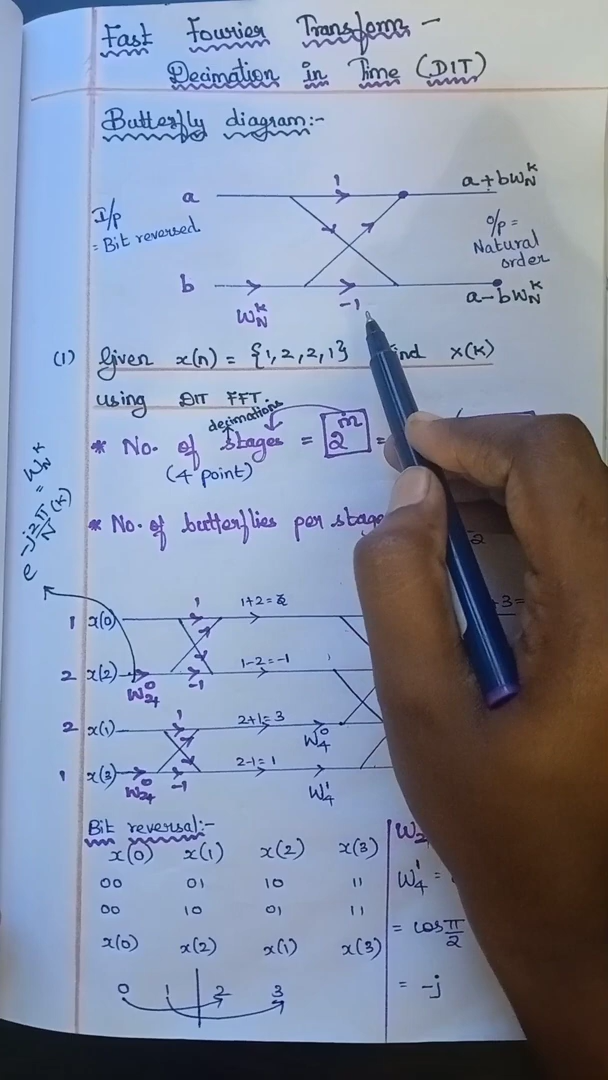 Fast Fourier Transform -
Decimation in Time (DIT)
Butterfly diagram:-
1
a
a+bW_N^k
I/p
= Bit reversed
o/p =
Natural
order
b
W_N^k
-1
a-bW_N^k
(1) Given x(n) = {1,2,2,1} find X(K)
using DIT FFT.
decimations
* No. of stages = 2^m =
(4 point)
* No. of butterflies per stage
2
e^{-j2π/N (k)} = W_N^k
1 x(0) 1 1+2=3
2 x(2) W_2^0 -1 1-2=-1
2 x(1) 1 2+1=3 W_4^0
1 x(3) W_2^0 -1 2-1=1 W_4^1
Bit reversal:-
x(0) x(1) x(2) x(3)
00 01 10 11
00 10 01 11
x(0) x(2) x(1) x(3)
0 1 2 3
W_4^1 =
= cos π/2
= -j